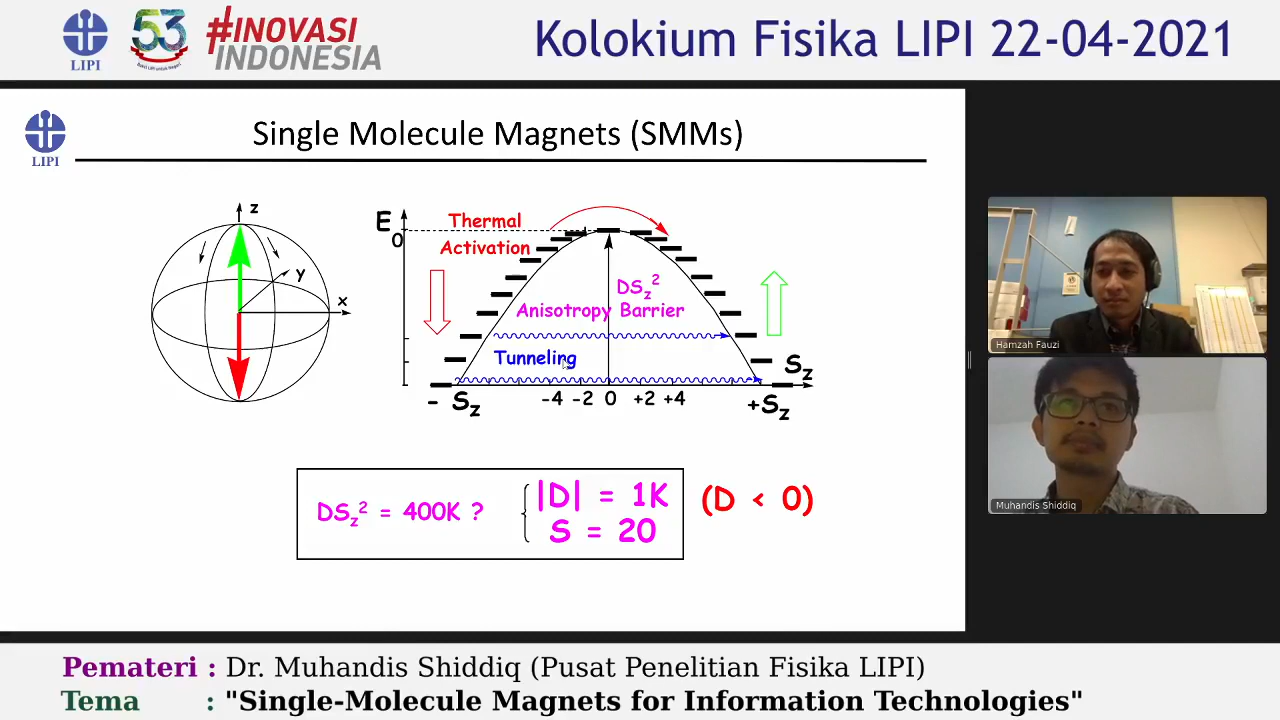 LIPI
53
#INOVASI
INDONESIA
Kolokium Fisika LIPI 22-04-2021
LIPI
Single Molecule Magnets (SMMs)
z
y
x
E
0
Thermal
Activation
DSz²
Anisotropy Barrier
Tunneling
Sz
- Sz
-4 -2 0 +2 +4
+Sz
DSz² = 400K ?
|D| = 1K
S = 20
(D < 0)
Hamzah Fauzi
Muhandis Shiddiq
Pemateri : Dr. Muhandis Shiddiq (Pusat Penelitian Fisika LIPI)
Tema : "Single-Molecule Magnets for Information Technologies"